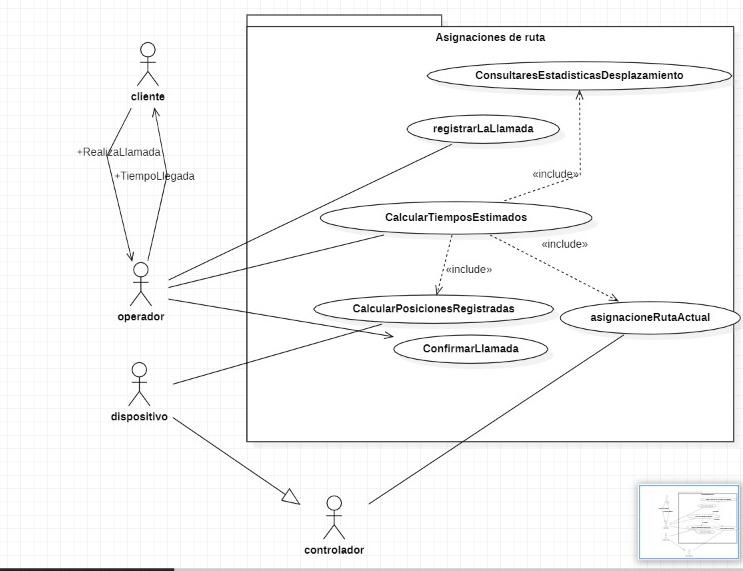 Asignaciones de ruta
ConsultaresEstadisticasDesplazamiento
cliente
registrarLaLlamada
+RealizaLlamada
+TiempoLlegada
«include»
CalcularTiemposEstimados
«include»
«include»
CalcularPosicionesRegistradas
operador
asignacioneRutaActual
ConfirmarLlamada
dispositivo
controlador